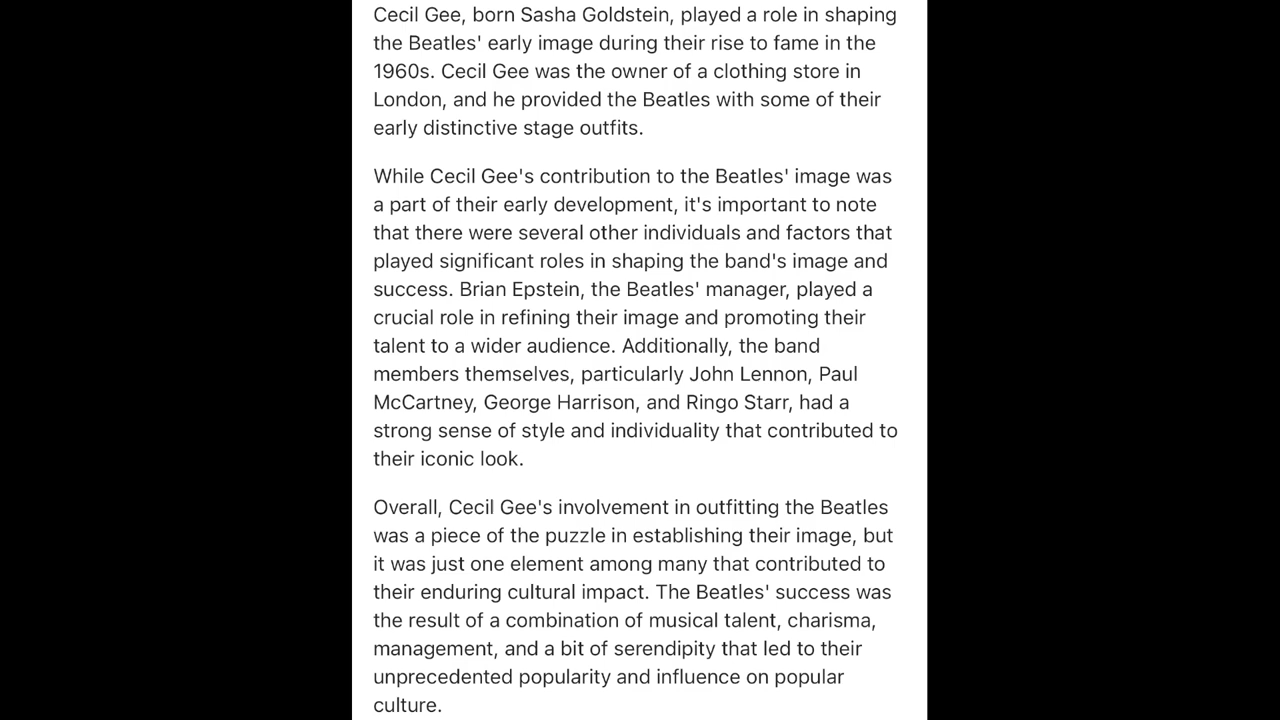 Cecil Gee, born Sasha Goldstein, played a role in shaping
the Beatles' early image during their rise to fame in the
1960s. Cecil Gee was the owner of a clothing store in
London, and he provided the Beatles with some of their
early distinctive stage outfits.
While Cecil Gee's contribution to the Beatles' image was
a part of their early development, it's important to note
that there were several other individuals and factors that
played significant roles in shaping the band's image and
success. Brian Epstein, the Beatles' manager, played a
crucial role in refining their image and promoting their
talent to a wider audience. Additionally, the band
members themselves, particularly John Lennon, Paul
McCartney, George Harrison, and Ringo Starr, had a
strong sense of style and individuality that contributed to
their iconic look.
Overall, Cecil Gee's involvement in outfitting the Beatles
was a piece of the puzzle in establishing their image, but
it was just one element among many that contributed to
their enduring cultural impact. The Beatles' success was
the result of a combination of musical talent, charisma,
management, and a bit of serendipity that led to their
unprecedented popularity and influence on popular
culture.